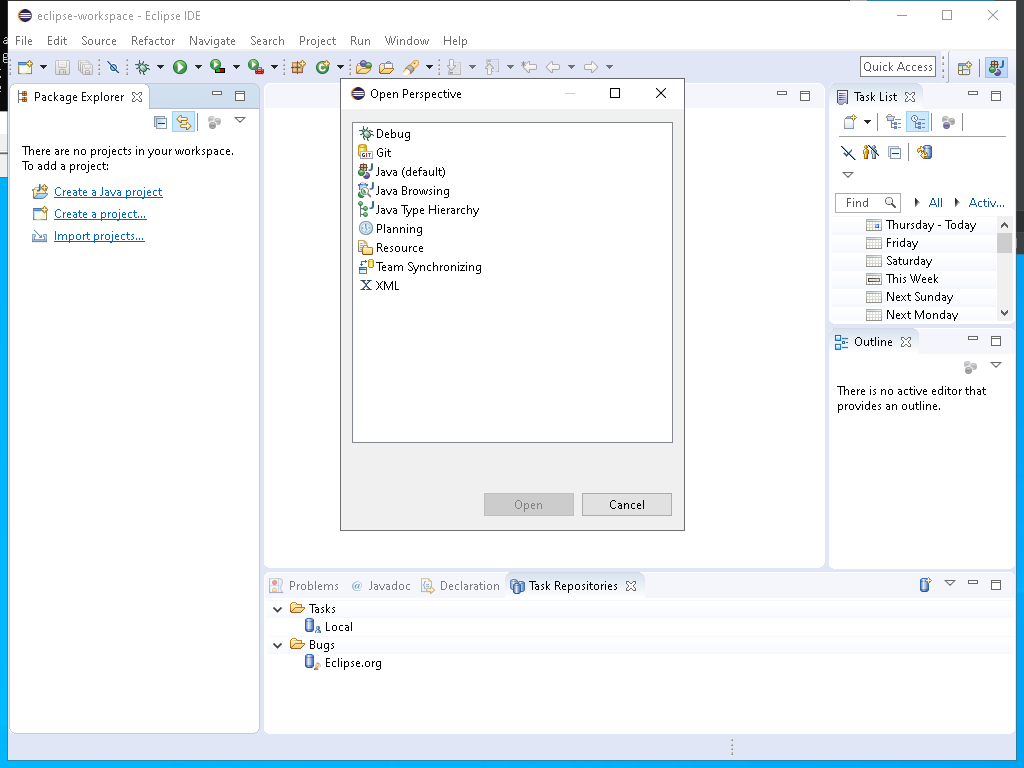 eclipse-workspace - Eclipse IDE
File Edit Source Refactor Navigate Search Project Run Window Help
Quick Access
Package Explorer
There are no projects in your workspace.
To add a project:
Create a Java project
Create a project...
Import projects...
Open Perspective
Debug
Git
Java (default)
Java Browsing
Java Type Hierarchy
Planning
Resource
Team Synchronizing
XML
Open Cancel
Task List
Find All Activ...
Thursday - Today
Friday
Saturday
This Week
Next Sunday
Next Monday
Outline
There is no active editor that
provides an outline.
Problems Javadoc Declaration Task Repositories
Tasks
Local
Bugs
Eclipse.org